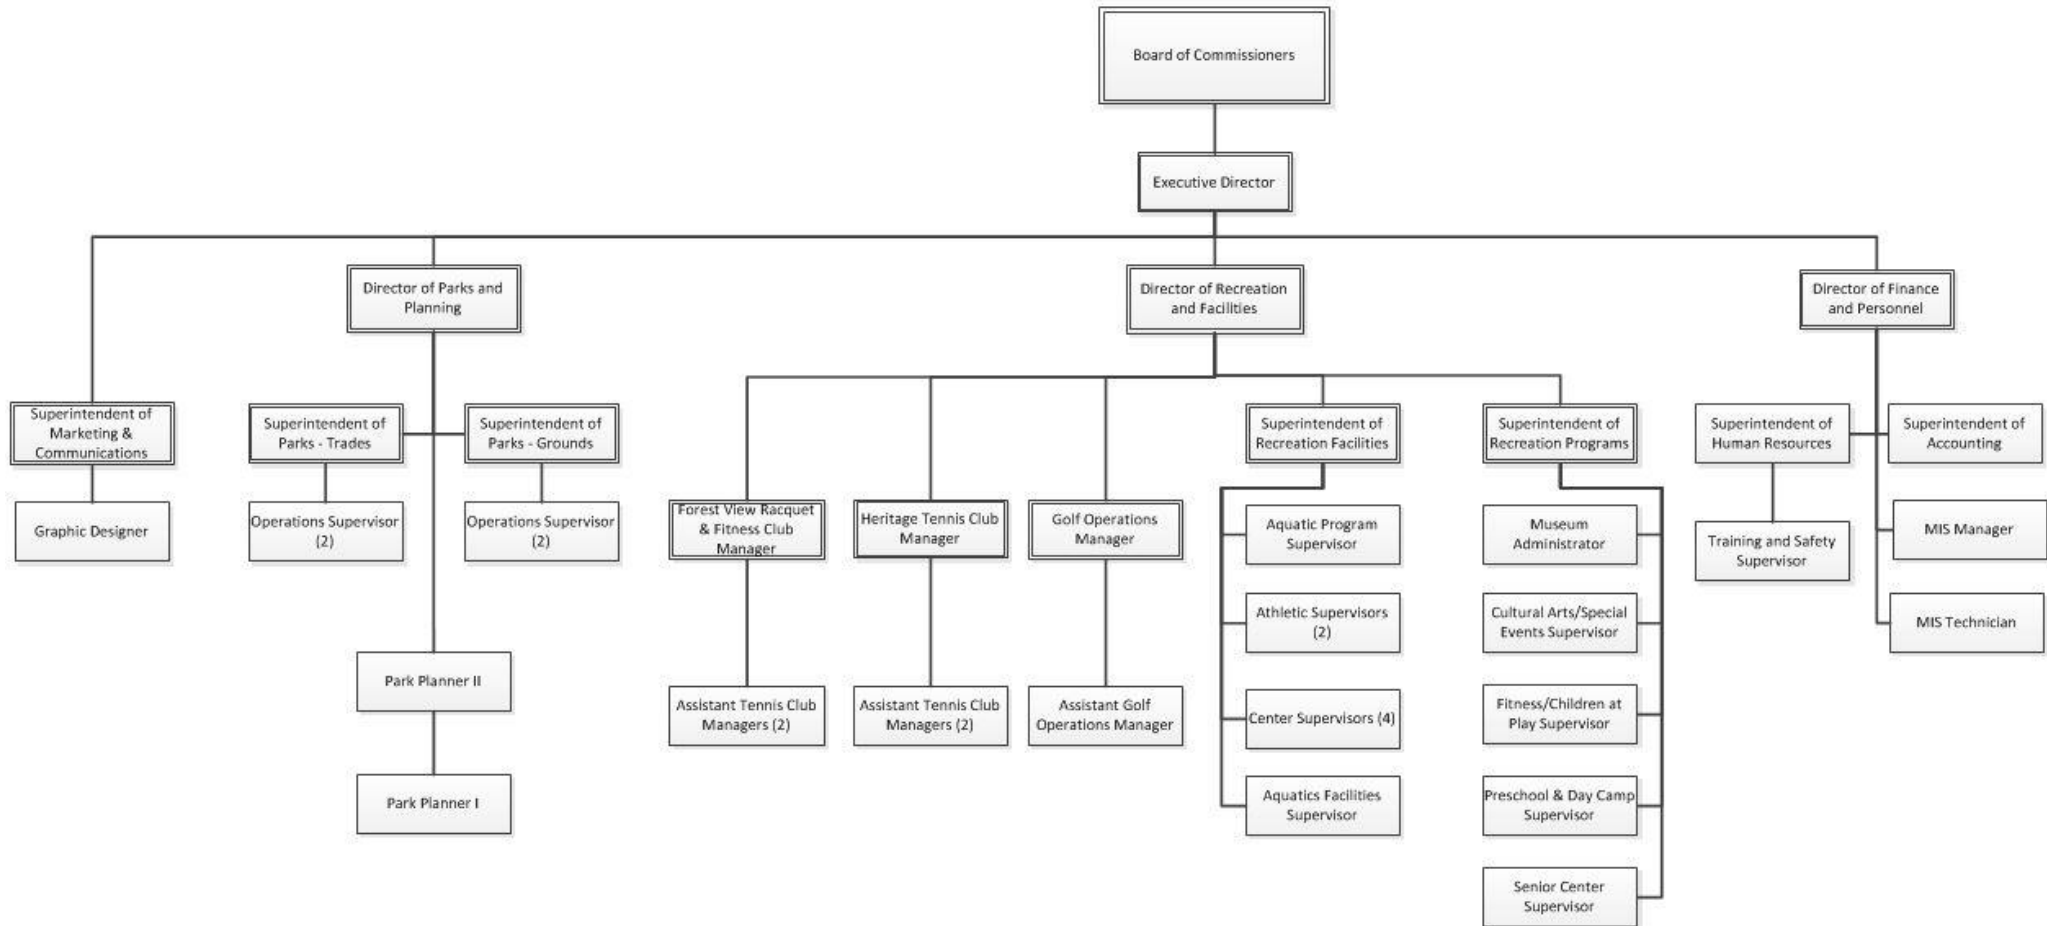 Board of Commissioners
Executive Director
Director of Parks and
Planning
Director of Recreation
and Facilities
Director of Finance
and Personnel
Superintendent of
Marketing &
Communications
Superintendent of
Parks - Trades
Superintendent of
Parks - Grounds
Superintendent of
Recreation Facilities
Superintendent of
Recreation Programs
Superintendent of
Human Resources
Superintendent of
Accounting
Graphic Designer
Operations Supervisor
(2)
Operations Supervisor
(2)
Forest View Racquet
& Fitness Club
Manager
Heritage Tennis Club
Manager
Golf Operations
Manager
Aquatic Program
Supervisor
Museum
Administrator
Training and Safety
Supervisor
MIS Manager
Athletic Supervisors
(2)
Cultural Arts/Special
Events Supervisor
MIS Technician
Park Planner II
Assistant Tennis Club
Managers (2)
Assistant Tennis Club
Managers (2)
Assistant Golf
Operations Manager
Center Supervisors (4)
Fitness/Children at
Play Supervisor
Park Planner I
Aquatics Facilities
Supervisor
Preschool & Day Camp
Supervisor
Senior Center
Supervisor